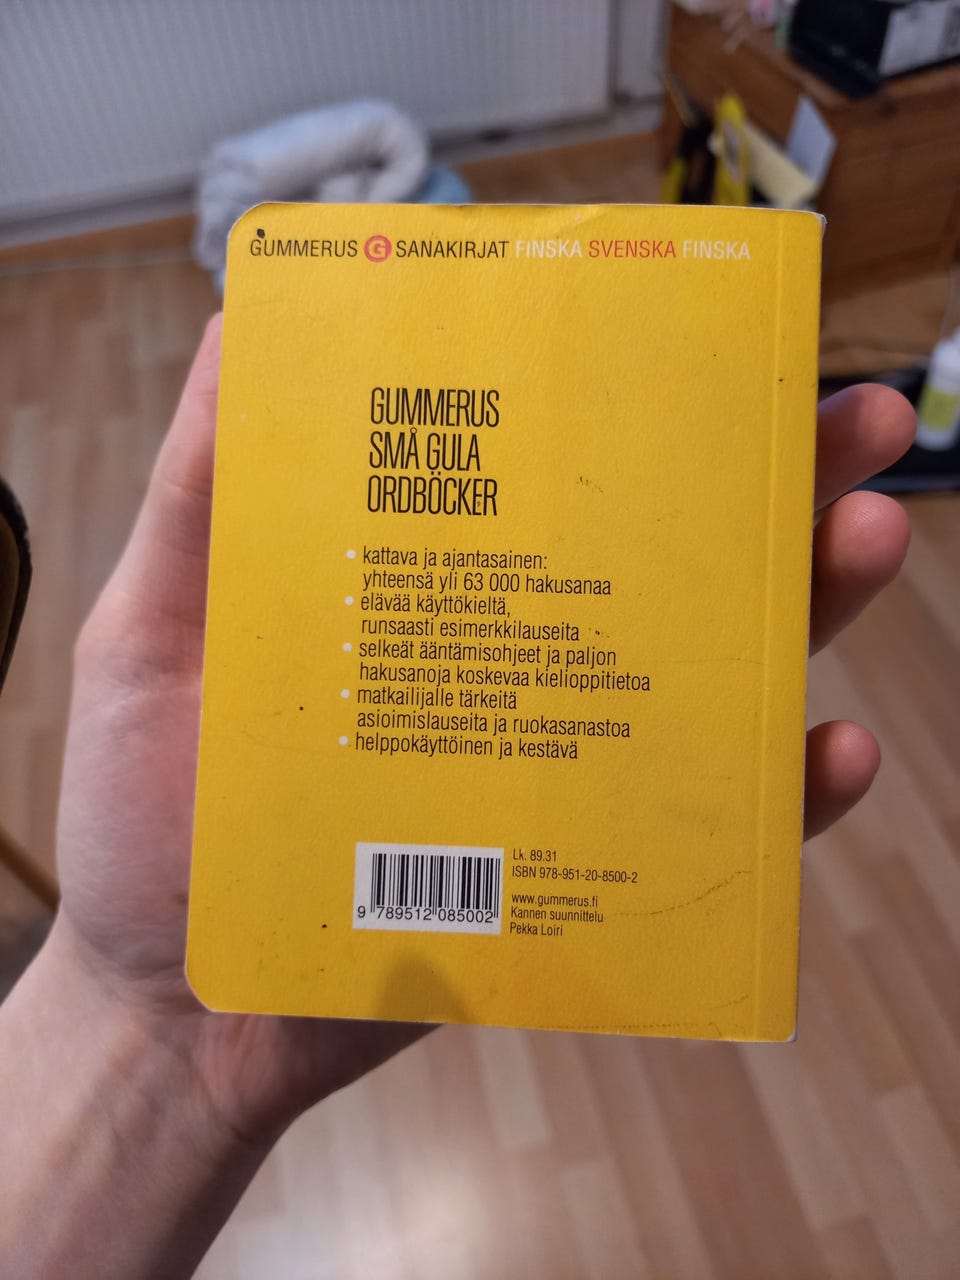 GUMMERUS G SANAKIRJAT FINSKA SVENSKA FINSKA
GUMMERUS
SMÅ GULA
ORDBÖCKER
• kattava ja ajantasainen:
yhteensä yli 63 000 hakusanaa
• elävää käyttökieltä,
runsaasti esimerkkilauseita
• selkeät ääntämisohjeet ja paljon
hakusanoja koskevaa kielioppitietoa
• matkailijalle tärkeitä
asioimislauseita ja ruokasanastoa
• helppokäyttöinen ja kestävä
Lk. 89.31
ISBN 978-951-20-8500-2
www.gummerus.fi
Kannen suunnittelu
Pekka Loiri
9 789512 085002